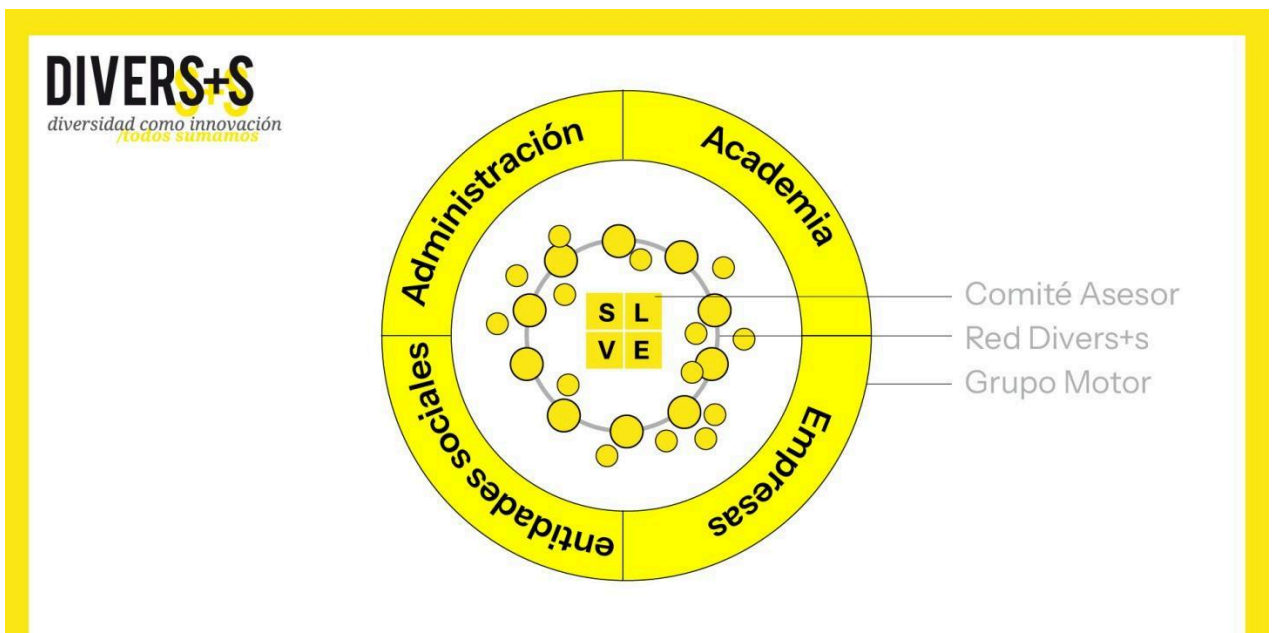 DIVERS+S
diversidad como innovación
/todos sumamos
Administración
Academia
S L
V E
Comité Asesor
Red Divers+s
Grupo Motor
entidades sociales
Empresas